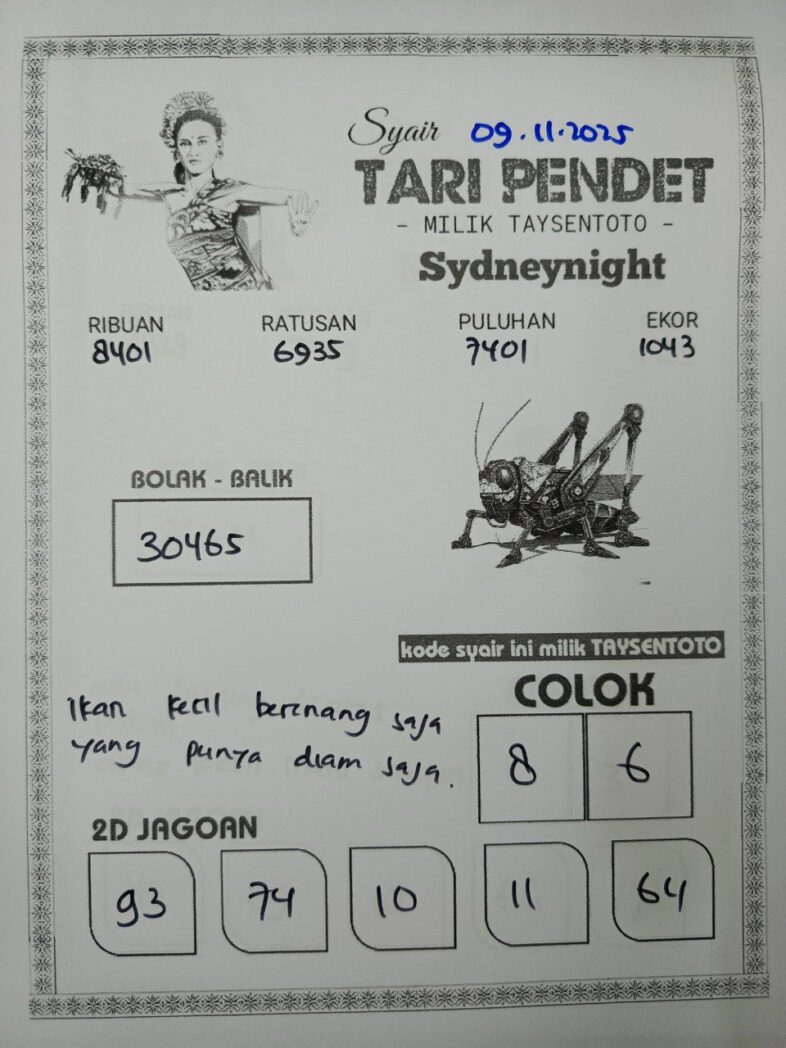 Syair 09.11.2025
TARI PENDET
- MILIK TAYSENTOTO -
Sydneynight
RIBUAN RATUSAN PULUHAN EKOR
8401 6935 7401 1043
BOLAK - BALIK
30465
kode syair ini milik TAYSENTOTO
COLOK
8 6
Ikan kecil berenang saja
yang punya diam saja.
2D JAGOAN
93 74 10 11 64